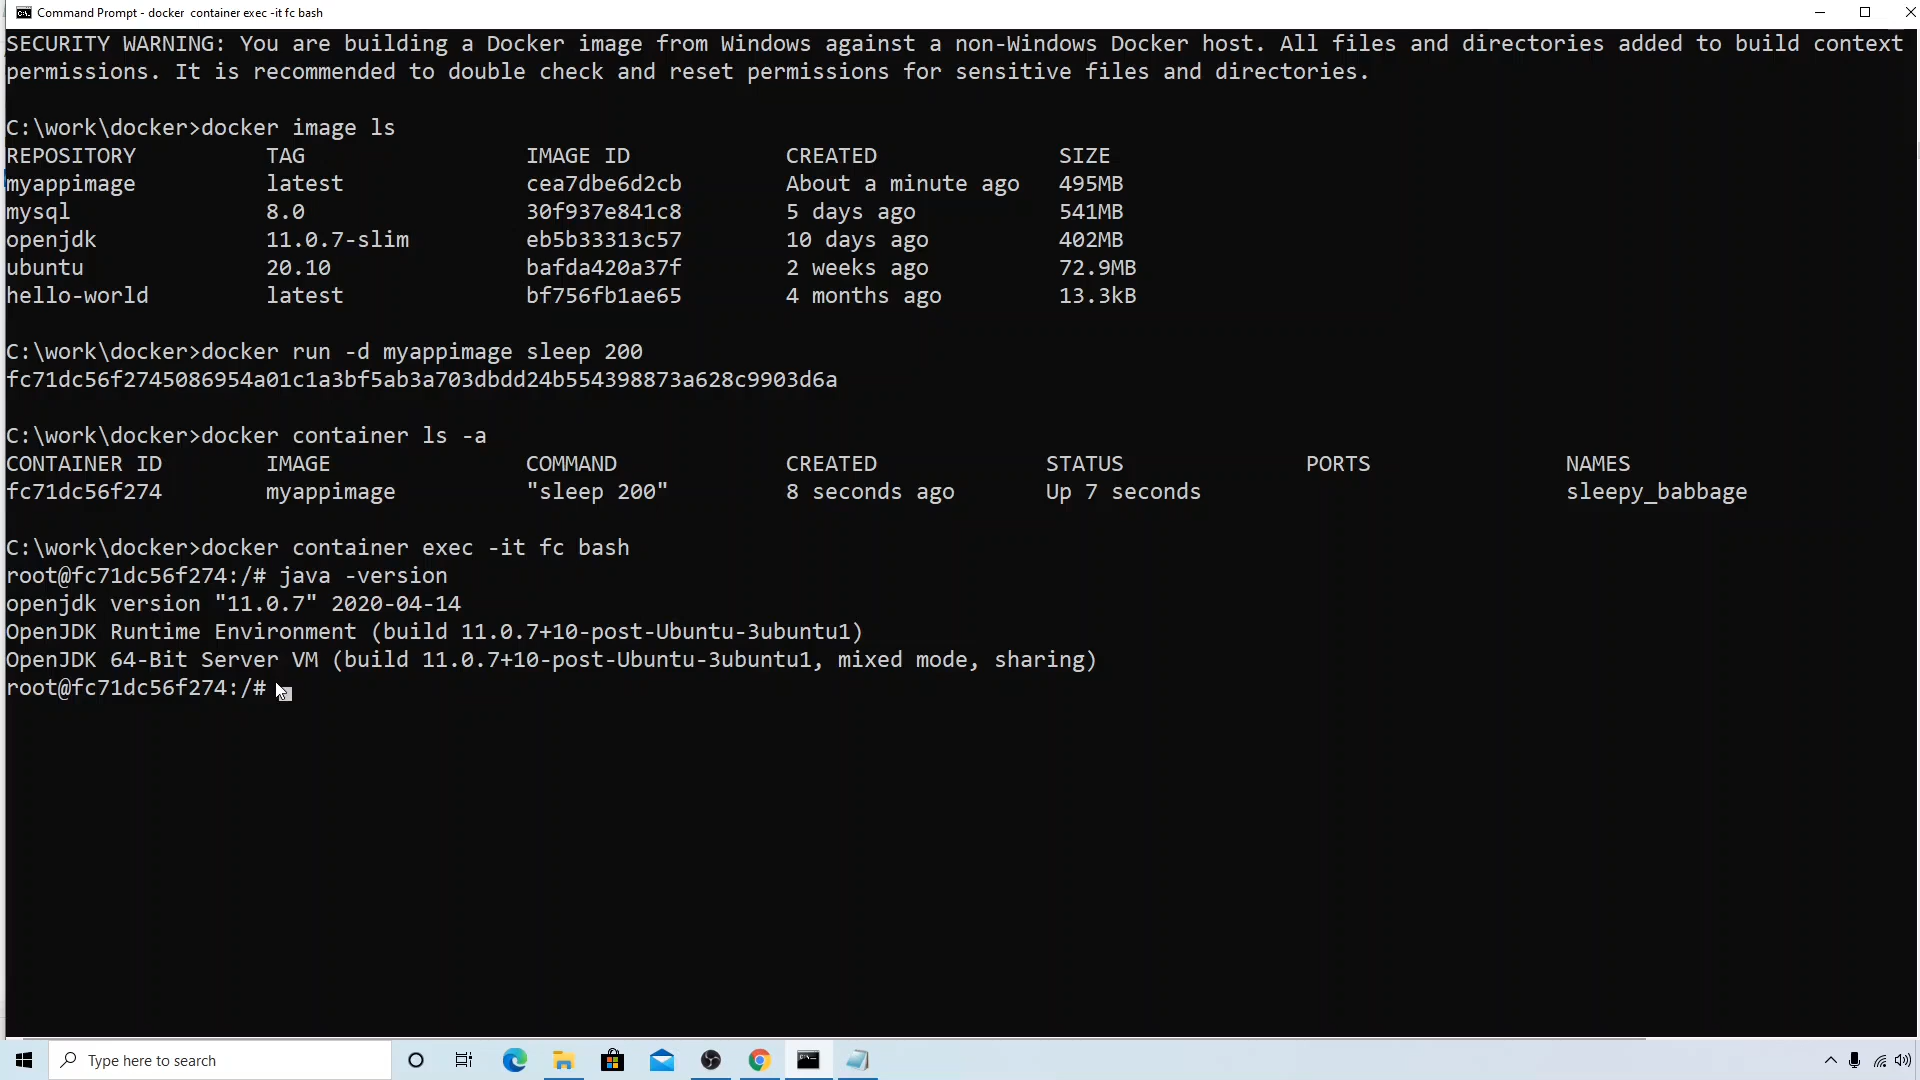 Command Prompt - docker  container exec -it fc bash
SECURITY WARNING: You are building a Docker image from Windows against a non-Windows Docker host. All files and directories added to build context
permissions. It is recommended to double check and reset permissions for sensitive files and directories.
C:\work\docker>docker image ls
REPOSITORY TAG IMAGE ID CREATED SIZE
myappimage latest cea7dbe6d2cb About a minute ago 495MB
mysql 8.0 30f937e841c8 5 days ago 541MB
openjdk 11.0.7-slim eb5b33313c57 10 days ago 402MB
ubuntu 20.10 bafda420a37f 2 weeks ago 72.9MB
hello-world latest bf756fb1ae65 4 months ago 13.3kB
C:\work\docker>docker run -d myappimage sleep 200
fc71dc56f2745086954a01c1a3bf5ab3a703dbdd24b554398873a628c9903d6a
C:\work\docker>docker container ls -a
CONTAINER ID IMAGE COMMAND CREATED STATUS PORTS NAMES
fc71dc56f274 myappimage "sleep 200" 8 seconds ago Up 7 seconds sleepy_babbage
C:\work\docker>docker container exec -it fc bash
root@fc71dc56f274:/# java -version
openjdk version "11.0.7" 2020-04-14
OpenJDK Runtime Environment (build 11.0.7+10-post-Ubuntu-3ubuntu1)
OpenJDK 64-Bit Server VM (build 11.0.7+10-post-Ubuntu-3ubuntu1, mixed mode, sharing)
root@fc71dc56f274:/#
Type here to search